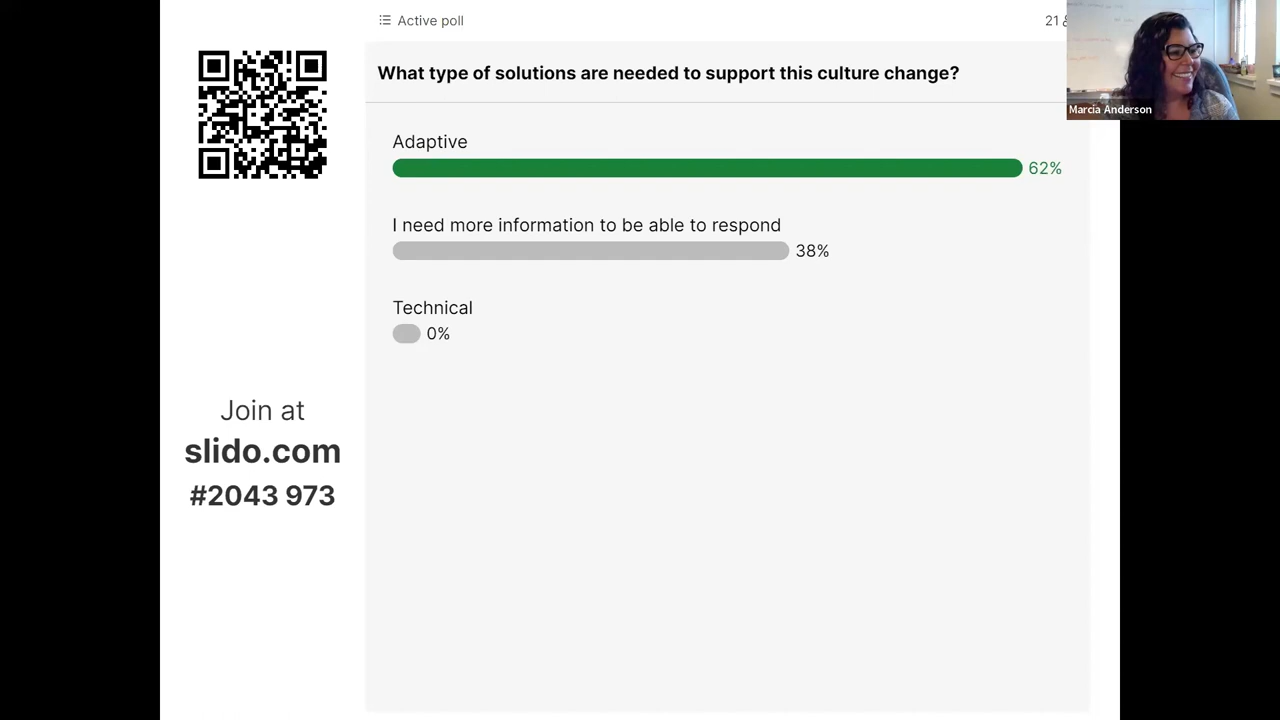 Active poll
21
What type of solutions are needed to support this culture change?
Marcia Anderson
Adaptive
62%
I need more information to be able to respond
38%
Technical
0%
Join at
slido.com
#2043 973